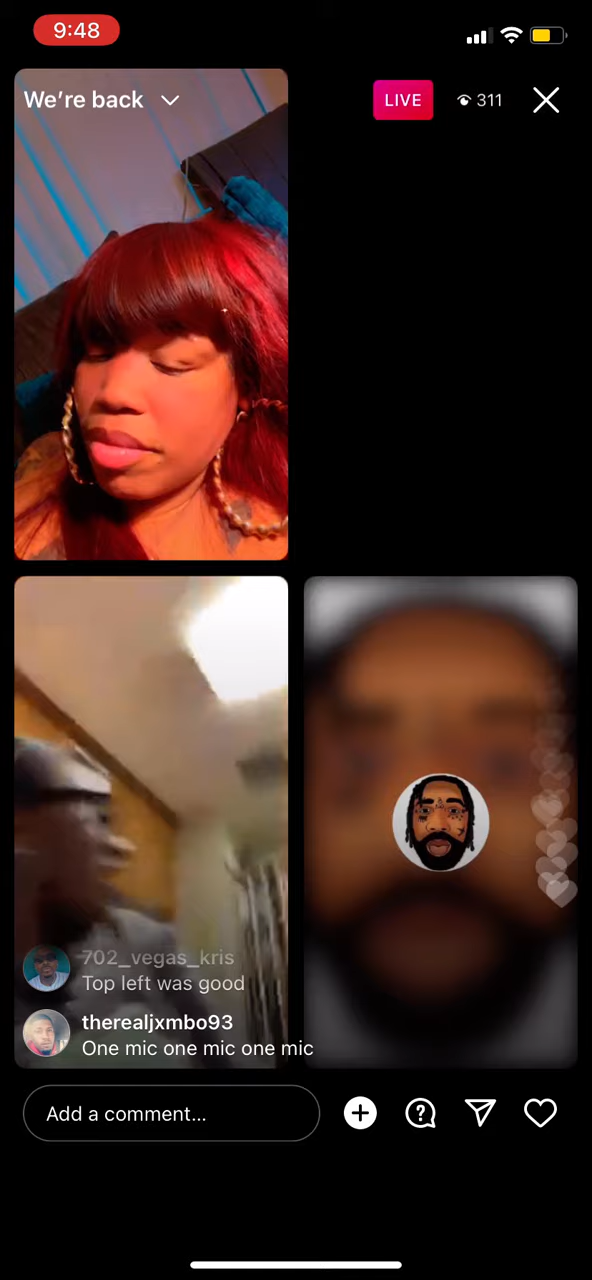 9:48
We're back
LIVE
311
702_vegas_kris
Top left was good
therealjxmbo93
One mic one mic one mic
Add a comment...